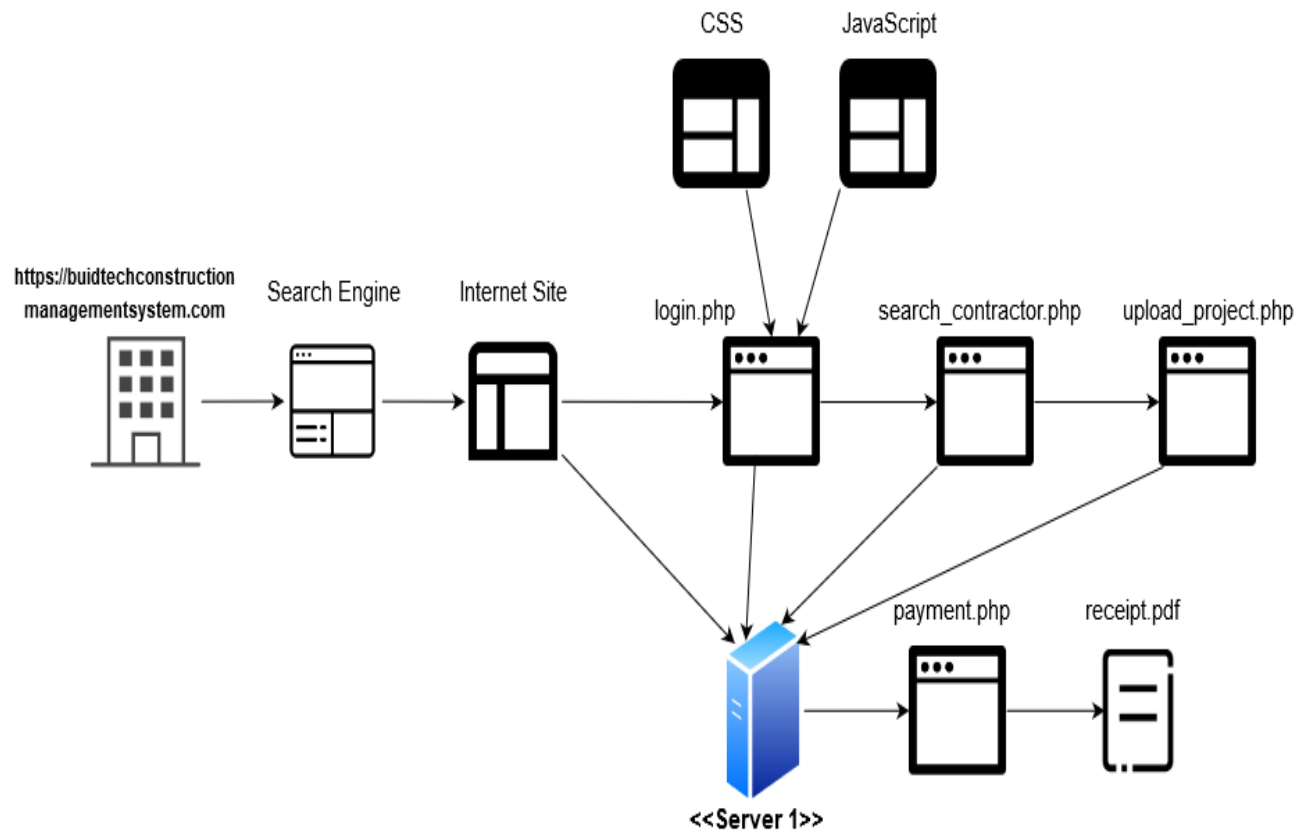 CSS
JavaScript
https://buidtechconstruction
managementsystem.com
Search Engine
Internet Site
login.php
search_contractor.php
upload_project.php
payment.php
receipt.pdf
<<Server 1>>